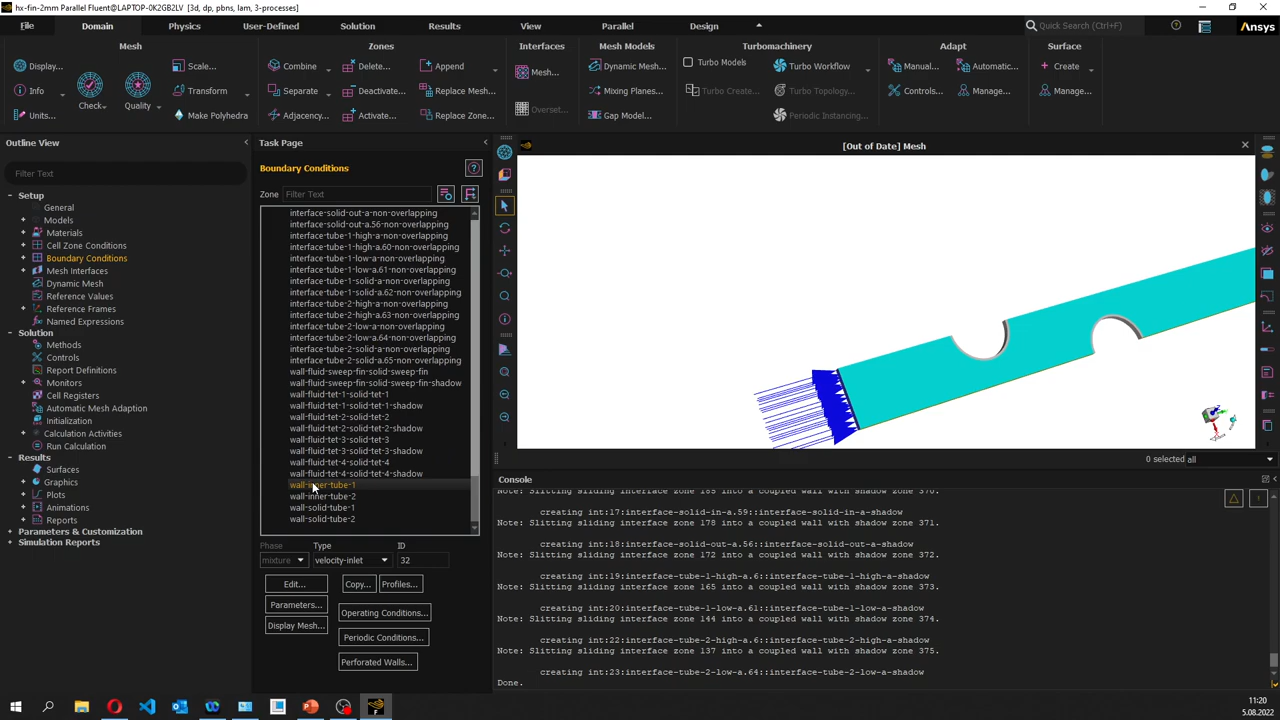 hx-fin-2mm Parallel Fluent@LAPTOP-0K2GB2LV [3d, dp, pbns, lam, 3-processes]
File Domain Physics User-Defined Solution Results View Parallel Design Quick Search (Ctrl+F) Ansys
Mesh Zones Interfaces Mesh Models Turbomachinery Adapt Surface
Display... Scale... Combine Delete... Append Mesh... Dynamic Mesh... Turbo Models Turbo Workflow Manual... Automatic... Create
Info Check Quality Transform Separate Deactivate... Replace Mesh... Mixing Planes... Turbo Create... Turbo Topology... Controls... Manage... Manage...
Units... Make Polyhedra Adjacency... Activate... Replace Zone... Overset... Gap Model... Periodic Instancing...
Outline View
Filter Text
Setup
General
Models
Materials
Cell Zone Conditions
Boundary Conditions
Mesh Interfaces
Dynamic Mesh
Reference Values
Reference Frames
Named Expressions
Solution
Methods
Controls
Report Definitions
Monitors
Cell Registers
Automatic Mesh Adaption
Initialization
Calculation Activities
Run Calculation
Results
Surfaces
Graphics
Plots
Animations
Reports
Parameters & Customization
Simulation Reports
Task Page
Boundary Conditions
Zone Filter Text
interface-solid-out-a-non-overlapping
interface-solid-out-a.56-non-overlapping
interface-tube-1-high-a-non-overlapping
interface-tube-1-high-a.60-non-overlapping
interface-tube-1-low-a-non-overlapping
interface-tube-1-low-a.61-non-overlapping
interface-tube-1-solid-a-non-overlapping
interface-tube-1-solid-a.62-non-overlapping
interface-tube-2-high-a-non-overlapping
interface-tube-2-high-a.63-non-overlapping
interface-tube-2-low-a-non-overlapping
interface-tube-2-low-a.64-non-overlapping
interface-tube-2-solid-a-non-overlapping
interface-tube-2-solid-a.65-non-overlapping
wall-fluid-sweep-fin-solid-sweep-fin
wall-fluid-sweep-fin-solid-sweep-fin-shadow
wall-fluid-tet-1-solid-tet-1
wall-fluid-tet-1-solid-tet-1-shadow
wall-fluid-tet-2-solid-tet-2
wall-fluid-tet-2-solid-tet-2-shadow
wall-fluid-tet-3-solid-tet-3
wall-fluid-tet-3-solid-tet-3-shadow
wall-fluid-tet-4-solid-tet-4
wall-fluid-tet-4-solid-tet-4-shadow
wall-inner-tube-1
wall-inner-tube-2
wall-solid-tube-1
wall-solid-tube-2
Phase Type ID
mixture velocity-inlet 32
Edit... Copy... Profiles...
Parameters... Operating Conditions...
Display Mesh... Periodic Conditions...
Perforated Walls...
[Out of Date] Mesh
0 selected all
Console
Note: Slitting sliding interface zone 185 into a coupled wall with shadow zone 370.
creating int:17:interface-solid-in-a.59::interface-solid-in-a-shadow
Note: Slitting sliding interface zone 178 into a coupled wall with shadow zone 371.
creating int:18:interface-solid-out-a.56::interface-solid-out-a-shadow
Note: Slitting sliding interface zone 172 into a coupled wall with shadow zone 372.
creating int:19:interface-tube-1-high-a.6::interface-tube-1-high-a-shadow
Note: Slitting sliding interface zone 165 into a coupled wall with shadow zone 373.
creating int:20:interface-tube-1-low-a.61::interface-tube-1-low-a-shadow
Note: Slitting sliding interface zone 144 into a coupled wall with shadow zone 374.
creating int:22:interface-tube-2-high-a.6::interface-tube-2-high-a-shadow
Note: Slitting sliding interface zone 137 into a coupled wall with shadow zone 375.
creating int:23:interface-tube-2-low-a.64::interface-tube-2-low-a-shadow
Done.
11:20
5.08.2022